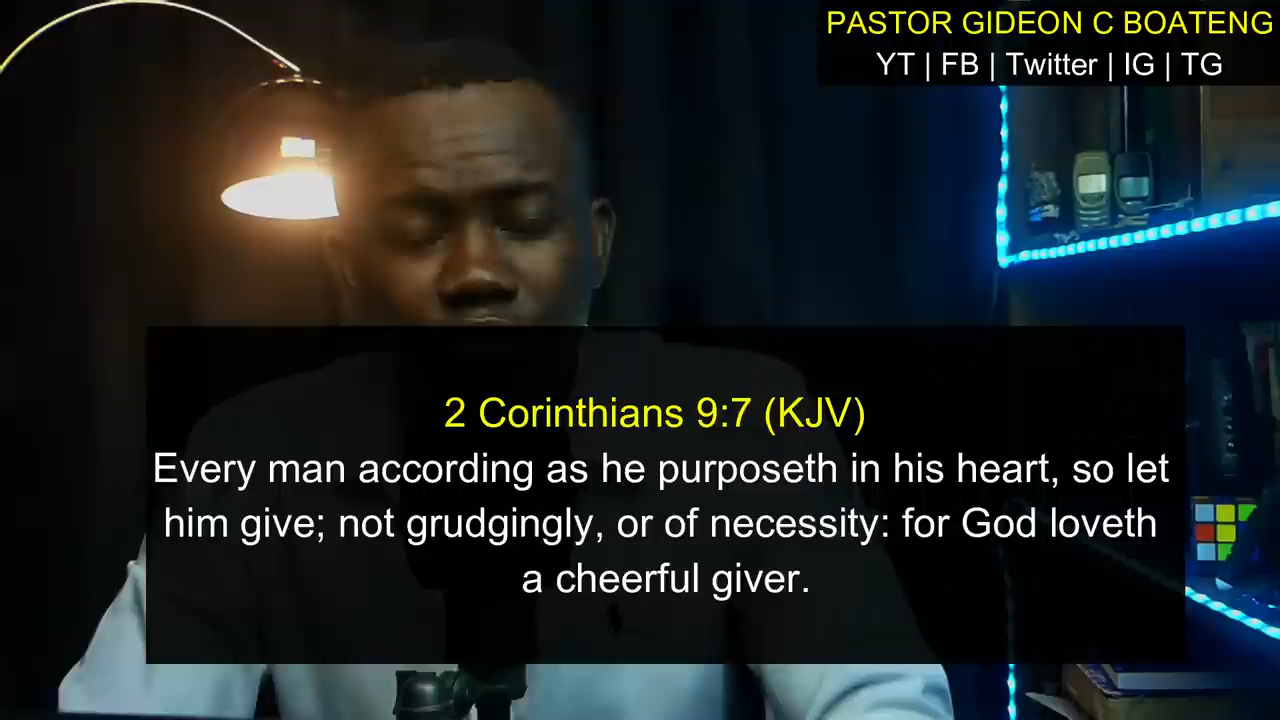 PASTOR GIDEON C BOATENG
YT | FB | Twitter | IG | TG
2 Corinthians 9:7 (KJV)
Every man according as he purposeth in his heart, so let
him give; not grudgingly, or of necessity: for God loveth
a cheerful giver.